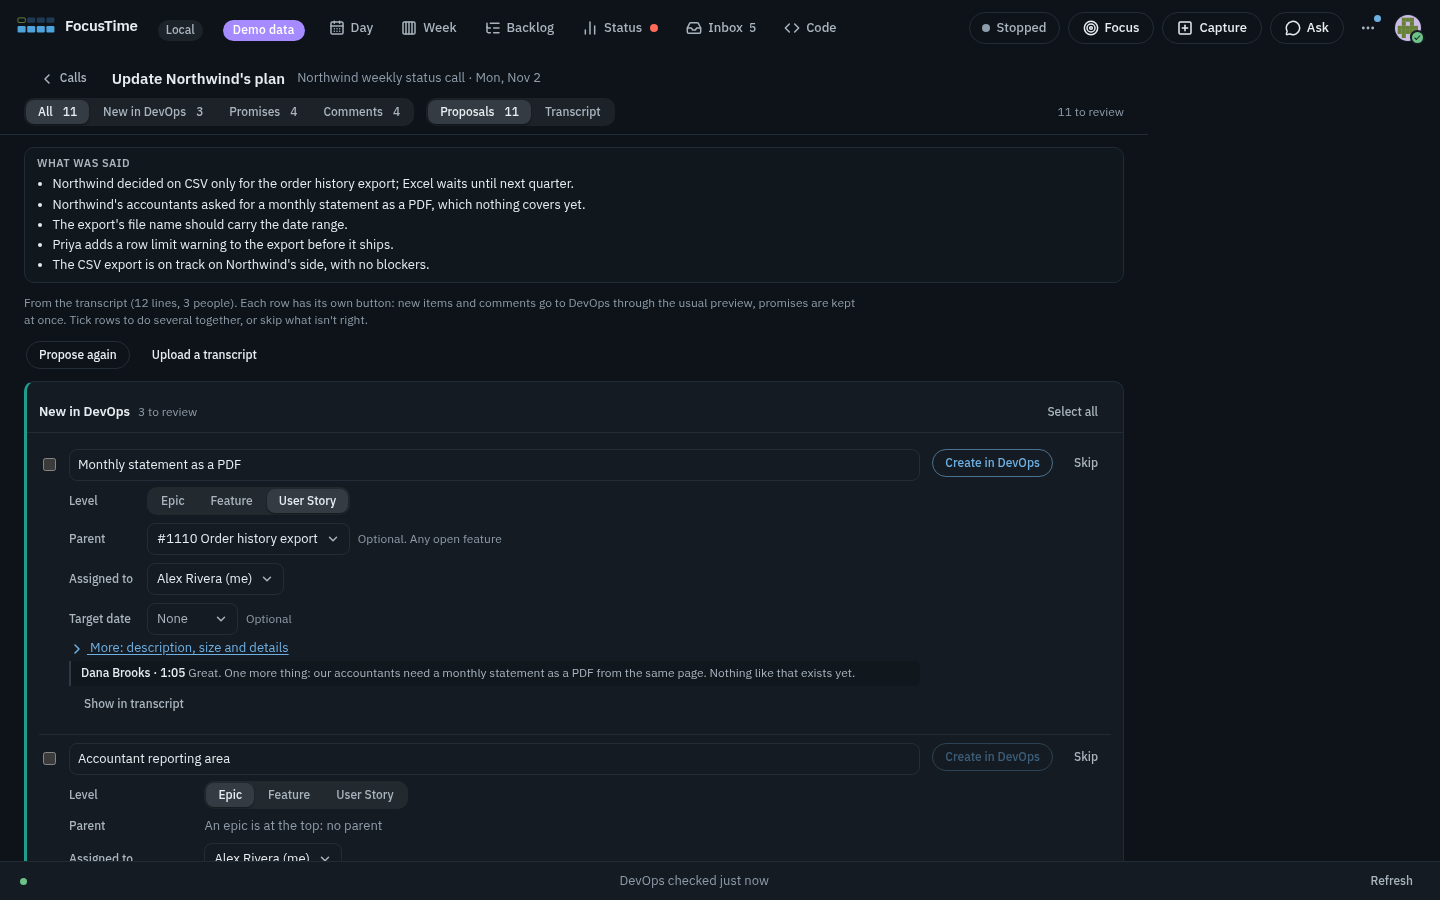 FocusTime
Local
Demo data
Day
Week
Backlog
Status
Inbox 5
Code
Stopped
Focus
Capture
Ask
Calls
Update Northwind's plan
Northwind weekly status call · Mon, Nov 2
All 11
New in DevOps 3
Promises 4
Comments 4
Proposals 11
Transcript
11 to review
WHAT WAS SAID
• Northwind decided on CSV only for the order history export; Excel waits until next quarter.
• Northwind's accountants asked for a monthly statement as a PDF, which nothing covers yet.
• The export's file name should carry the date range.
• Priya adds a row limit warning to the export before it ships.
• The CSV export is on track on Northwind's side, with no blockers.
From the transcript (12 lines, 3 people). Each row has its own button: new items and comments go to DevOps through the usual preview, promises are kept
at once. Tick rows to do several together, or skip what isn't right.
Propose again
Upload a transcript
New in DevOps 3 to review
Select all
Monthly statement as a PDF
Create in DevOps
Skip
Level
Epic
Feature
User Story
Parent
#1110 Order history export
Optional. Any open feature
Assigned to
Alex Rivera (me)
Target date
None
Optional
More: description, size and details
Dana Brooks · 1:05 Great. One more thing: our accountants need a monthly statement as a PDF from the same page. Nothing like that exists yet.
Show in transcript
Accountant reporting area
Create in DevOps
Skip
Level
Epic
Feature
User Story
Parent
An epic is at the top: no parent
Assigned to
Alex Rivera (me)
DevOps checked just now
Refresh